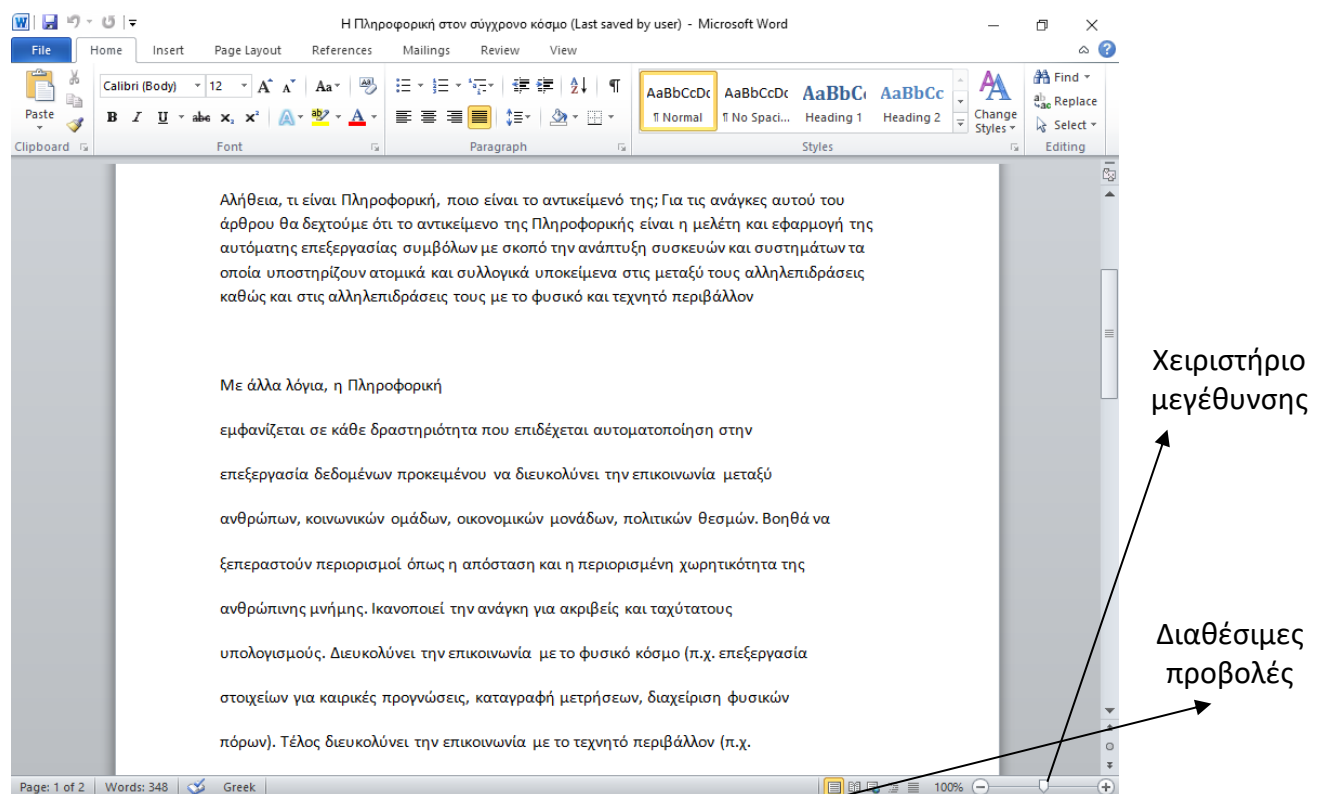 Η Πληροφορική στον σύγχρονο κόσμο (Last saved by user) - Microsoft Word
File Home Insert Page Layout References Mailings Review View
Calibri (Body) 12 Aa
Paste
B I U abc x₂ x² A ab A
Clipboard Font Paragraph Styles Editing
AaBbCcDc AaBbCcDc AaBbC AaBbCc
¶ Normal ¶ No Spaci... Heading 1 Heading 2
Change Styles
Find
Replace
Select
Αλήθεια, τι είναι Πληροφορική, ποιο είναι το αντικείμενό της; Για τις ανάγκες αυτού του
άρθρου θα δεχτούμε ότι το αντικείμενο της Πληροφορικής είναι η μελέτη και εφαρμογή της
αυτόματης επεξεργασίας συμβόλων με σκοπό την ανάπτυξη συσκευών και συστημάτων τα
οποία υποστηρίζουν ατομικά και συλλογικά υποκείμενα στις μεταξύ τους αλληλεπιδράσεις
καθώς και στις αλληλεπιδράσεις τους με το φυσικό και τεχνητό περιβάλλον
Με άλλα λόγια, η Πληροφορική
εμφανίζεται σε κάθε δραστηριότητα που επιδέχεται αυτοματοποίηση στην
επεξεργασία δεδομένων προκειμένου να διευκολύνει την επικοινωνία μεταξύ
ανθρώπων, κοινωνικών ομάδων, οικονομικών μονάδων, πολιτικών θεσμών. Βοηθά να
ξεπεραστούν περιορισμοί όπως η απόσταση και η περιορισμένη χωρητικότητα της
ανθρώπινης μνήμης. Ικανοποιεί την ανάγκη για ακριβείς και ταχύτατους
υπολογισμούς. Διευκολύνει την επικοινωνία με το φυσικό κόσμο (π.χ. επεξεργασία
στοιχείων για καιρικές προγνώσεις, καταγραφή μετρήσεων, διαχείριση φυσικών
πόρων). Τέλος διευκολύνει την επικοινωνία με το τεχνητό περιβάλλον (π.χ.
Page: 1 of 2 Words: 348 Greek 100%
Χειριστήριο
μεγέθυνσης
Διαθέσιμες
προβολές